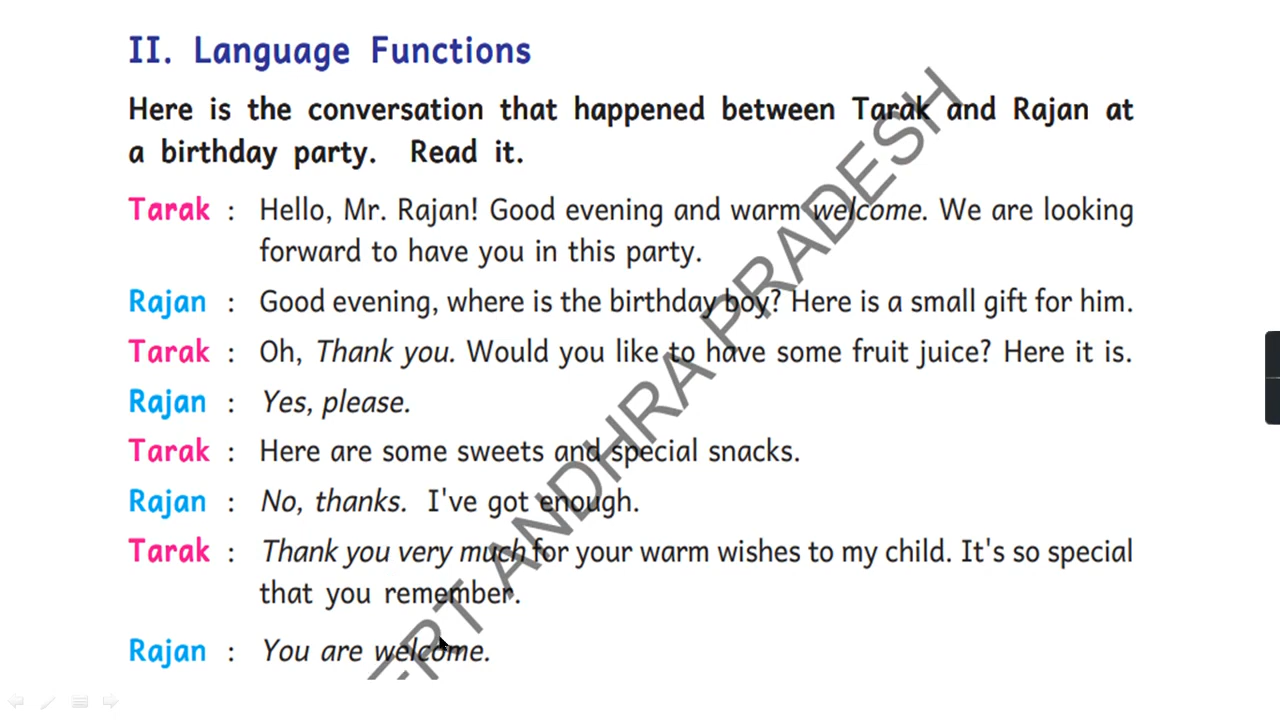 II. Language Functions
Here is the conversation that happened between Tarak and Rajan at
a birthday party. Read it.
Tarak : Hello, Mr. Rajan! Good evening and warm welcome. We are looking
forward to have you in this party.
Rajan : Good evening, where is the birthday boy? Here is a small gift for him.
Tarak : Oh, Thank you. Would you like to have some fruit juice? Here it is.
Rajan : Yes, please.
Tarak : Here are some sweets and special snacks.
Rajan : No, thanks. I've got enough.
Tarak : Thank you very much for your warm wishes to my child. It's so special
that you remember.
Rajan : You are welcome.
ERT ANDHRA PRADESH